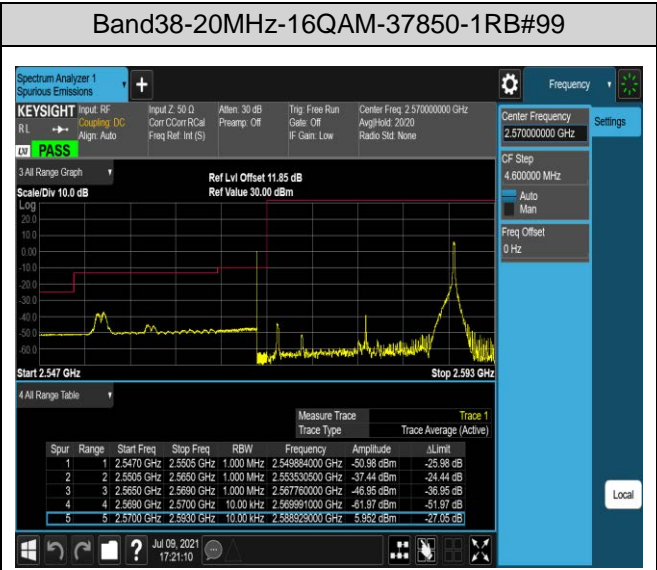 Band38-20MHz-16QAM-37850-1RB#99
Spectrum Analyzer 1
Spurious Emissions
+
Frequency
KEYSIGHT
RL
LXI
PASS
Input: RF
Coupling: DC
Align: Auto
Input Z: 50 Ω
Corr CCorr RCal
Freq Ref: Int (S)
Atten: 30 dB
Preamp: Off
Trig: Free Run
Gate: Off
IF Gain: Low
Center Freq: 2.570000000 GHz
Avg|Hold: 20/20
Radio Std: None
Center Frequency
2.570000000 GHz
Settings
CF Step
4.600000 MHz
Auto
Man
Freq Offset
0 Hz
3 All Range Graph
Scale/Div 10.0 dB
Ref Lvl Offset 11.85 dB
Ref Value 30.00 dBm
Log
20.0
10.0
0.00
-10.0
-20.0
-30.0
-40.0
-50.0
-60.0
Start 2.547 GHz
Stop 2.593 GHz
4 All Range Table
Measure Trace Trace 1
Trace Type Trace Average (Active)
Spur Range Start Freq Stop Freq RBW Frequency Amplitude ΔLimit
1 1 2.5470 GHz 2.5505 GHz 1.000 MHz 2.549884000 GHz -50.98 dBm -25.98 dB
2 2 2.5505 GHz 2.5650 GHz 1.000 MHz 2.553530500 GHz -37.44 dBm -24.44 dB
3 3 2.5650 GHz 2.5690 GHz 1.000 MHz 2.567760000 GHz -46.95 dBm -36.95 dB
4 4 2.5690 GHz 2.5700 GHz 10.00 kHz 2.569991000 GHz -61.97 dBm -51.97 dB
5 5 2.5700 GHz 2.5930 GHz 10.00 kHz 2.588929000 GHz 5.952 dBm -27.05 dB
Local
?
Jul 09, 2021
17:21:10